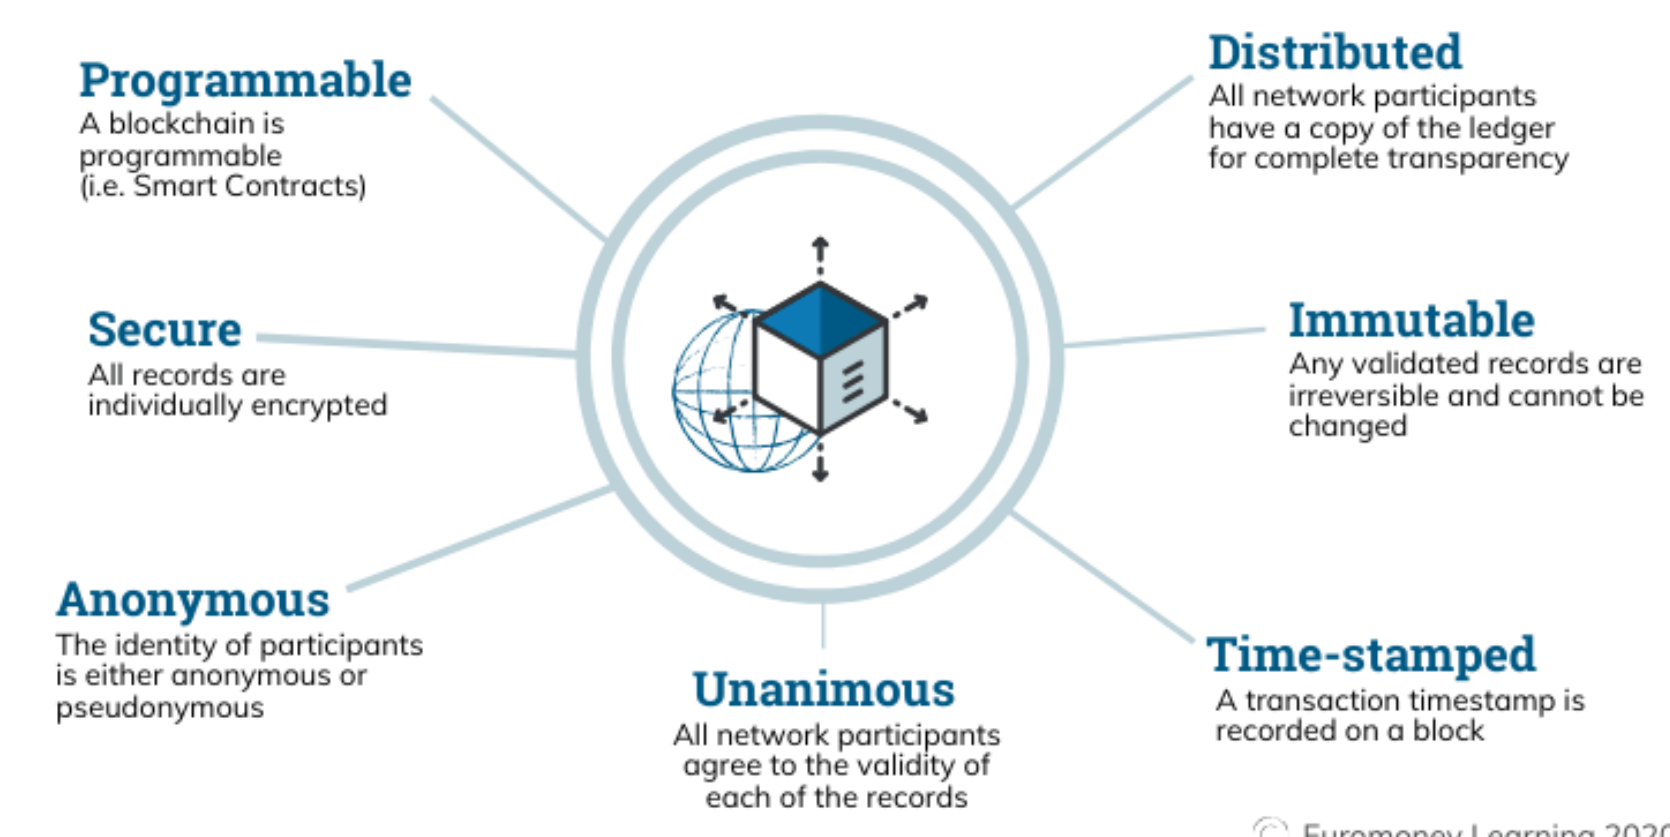 Programmable
A blockchain is
programmable
(i.e. Smart Contracts)
Distributed
All network participants
have a copy of the ledger
for complete transparency
Secure
All records are
individually encrypted
Immutable
Any validated records are
irreversible and cannot be
changed
Anonymous
The identity of participants
is either anonymous or
pseudonymous
Unanimous
All network participants
agree to the validity of
each of the records
Time-stamped
A transaction timestamp is
recorded on a block
© Euromoney Learning 2020